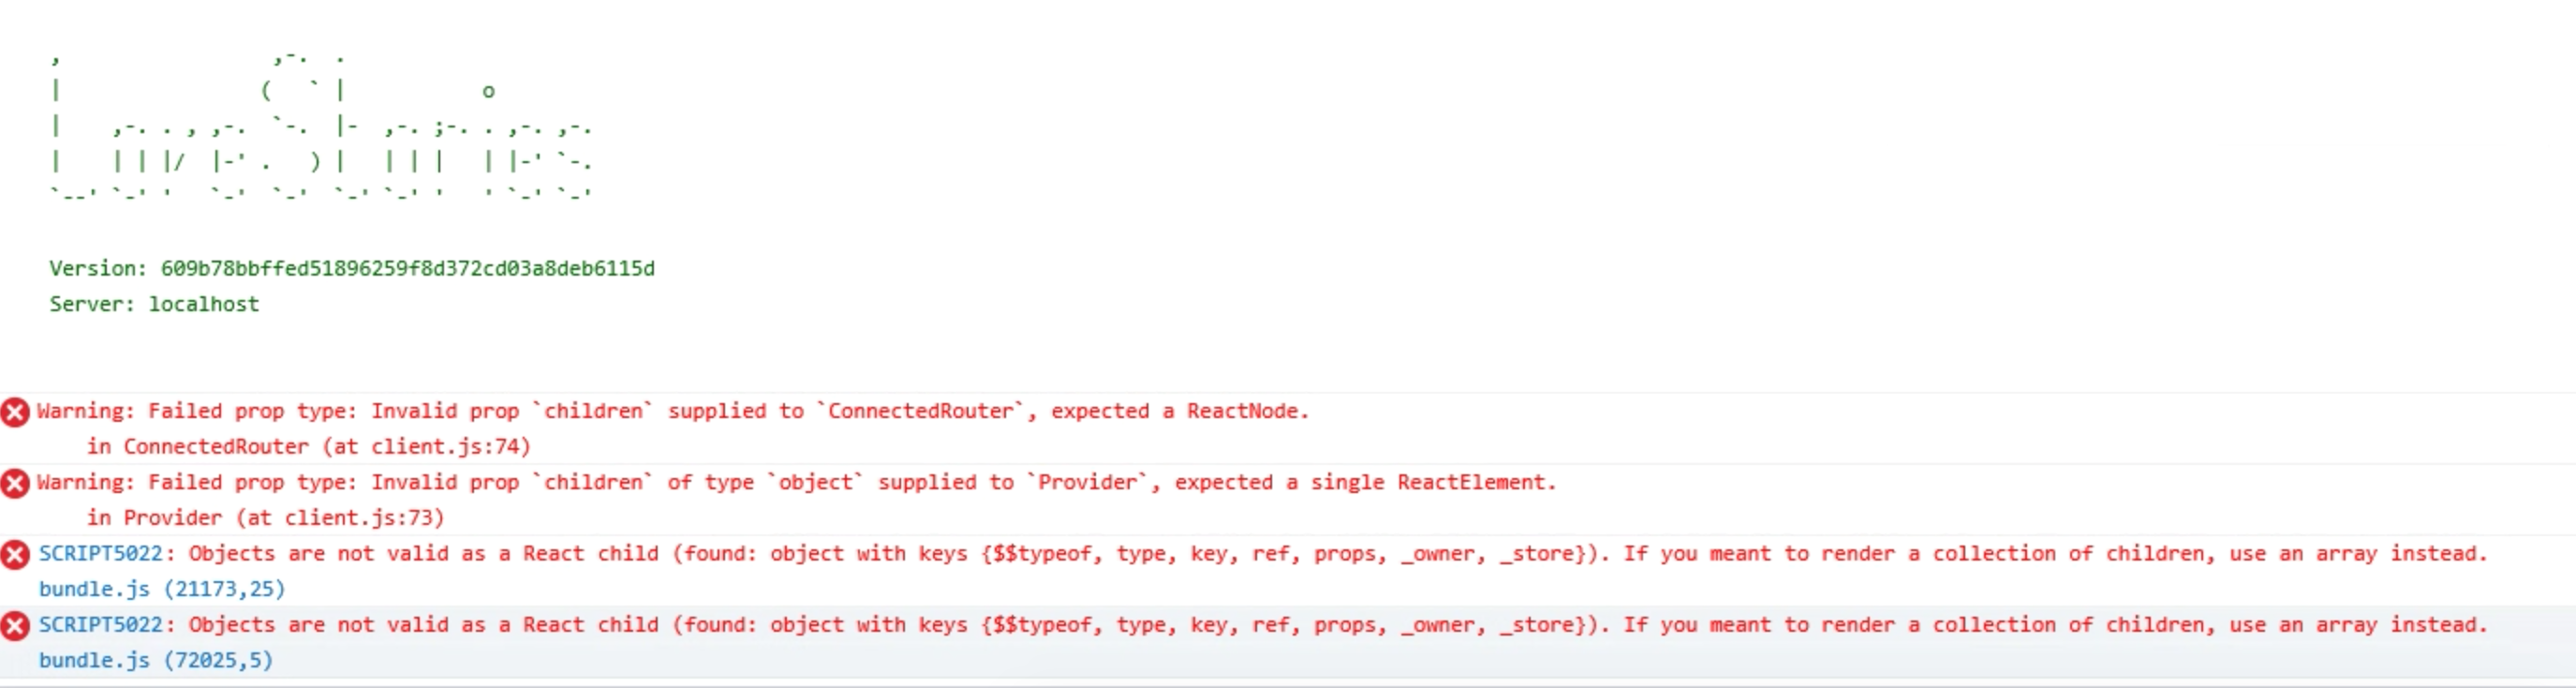 LoveStories
Version: 609b78bbffed51896259f8d372cd03a8deb6115d
Server: localhost
Warning: Failed prop type: Invalid prop `children` supplied to `ConnectedRouter`, expected a ReactNode.
in ConnectedRouter (at client.js:74)
Warning: Failed prop type: Invalid prop `children` of type `object` supplied to `Provider`, expected a single ReactElement.
in Provider (at client.js:73)
SCRIPT5022: Objects are not valid as a React child (found: object with keys {$$typeof, type, key, ref, props, _owner, _store}). If you meant to render a collection of children, use an array instead.
bundle.js (21173,25)
SCRIPT5022: Objects are not valid as a React child (found: object with keys {$$typeof, type, key, ref, props, _owner, _store}). If you meant to render a collection of children, use an array instead.
bundle.js (72025,5)